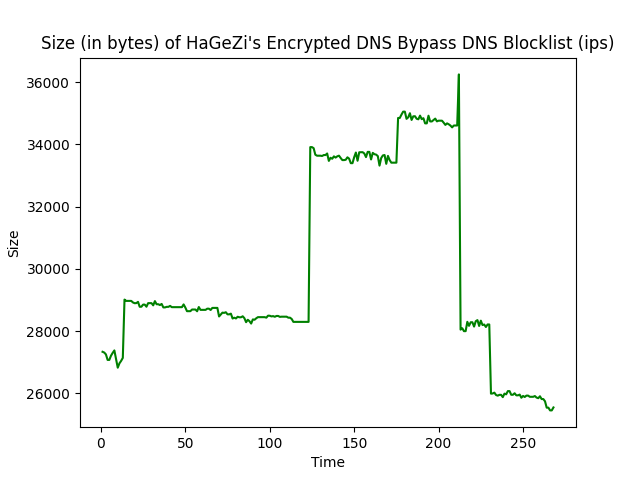 Size (in bytes) of HaGeZi's Encrypted DNS Bypass DNS Blocklist (ips)
36000
34000
32000
30000
28000
26000
Size
0 50 100 150 200 250
Time